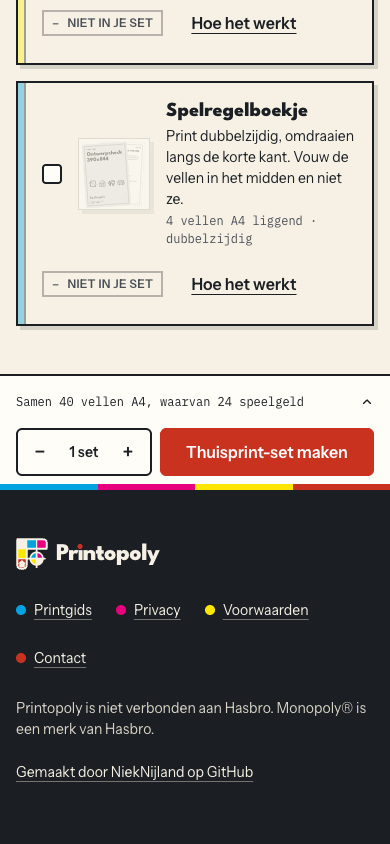 – NIET IN JE SET
Hoe het werkt
Spelregelboekje
Print dubbelzijdig, omdraaien
langs de korte kant. Vouw de
vellen in het midden en niet
ze.
4 vellen A4 liggend ·
dubbelzijdig
Ontwerpcheck
390x844
– NIET IN JE SET
Hoe het werkt
Samen 40 vellen A4, waarvan 24 speelgeld
− 1 set +
Thuisprint-set maken
Printopoly
Printgids
Privacy
Voorwaarden
Contact
Printopoly is niet verbonden aan Hasbro. Monopoly® is
een merk van Hasbro.
Gemaakt door NiekNijland op GitHub